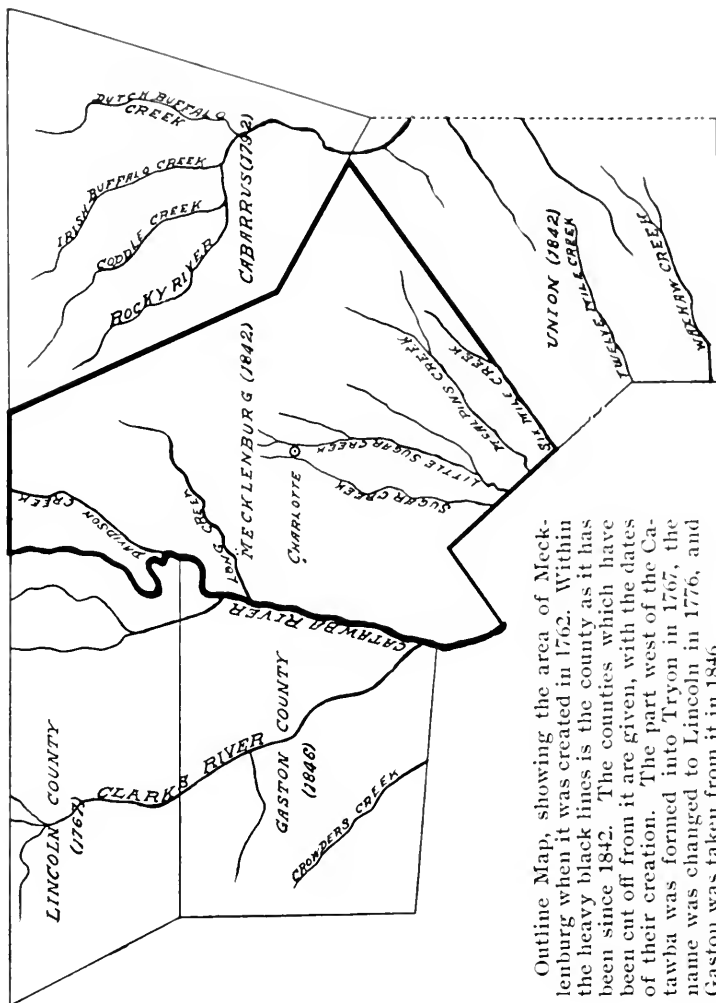 DUTCH BUFFALO
CREEK
IRISH BUFFALO CREEK
CODDLE CREEK
ROCKY RIVER
CABARRUS (1792)
MECKLENBURG (1842)
DAVIDSON
CREEK
LONG CREEK
CHARLOTTE
SUGAR CREEK
LITTLE SUGAR CREEK
McALPINS CREEK
SIX MILE CREEK
UNION (1842)
TWELVE MILE CREEK
WAXHAW CREEK
CATAWBA RIVER
LINCOLN COUNTY
(1767)
CLARKS RIVER
GASTON COUNTY
(1846)
CROWDERS CREEK
Outline Map, showing the area of Meck-
lenburg when it was created in 1762. Within
the heavy black lines is the county as it has
been since 1842. The counties which have
been cut off from it are given, with the dates
of their creation. The part west of the Ca-
tawba was formed into Tryon in 1767, the
name was changed to Lincoln in 1776, and
Gaston was taken from it in 1846.